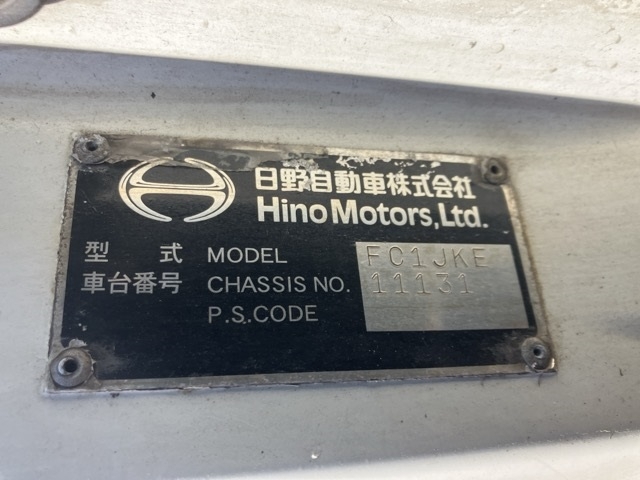 日野自動車株式会社
Hino Motors, Ltd.
型 式 MODEL FC1JKE
車台番号 CHASSIS NO. 11131
P.S.CODE